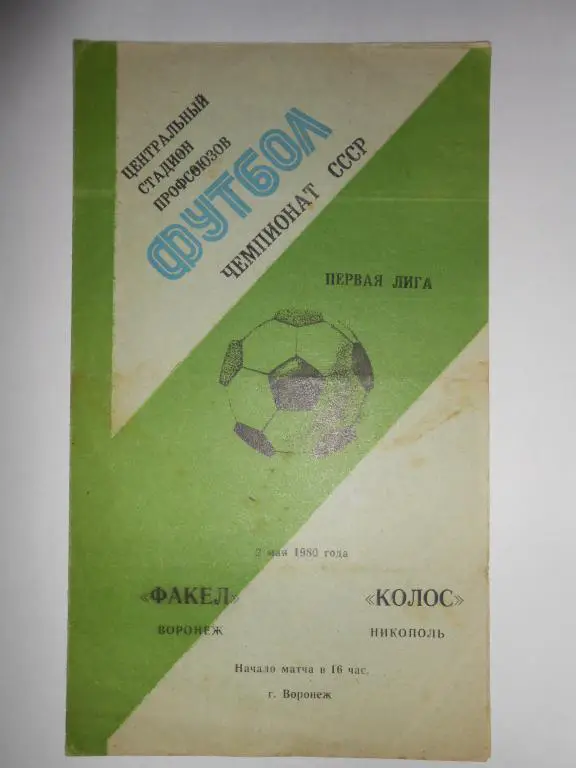 ЦЕНТРАЛЬНЫЙ
СТАДИОН
ПРОФСОЮЗОВ
ФУТБОЛ
ЧЕМПИОНАТ СССР
ПЕРВАЯ ЛИГА
2 мая 1980 года
«ФАКЕЛ»
ВОРОНЕЖ
«КОЛОС»
НИКОПОЛЬ
Начало матча в 16 час.
г. Воронеж